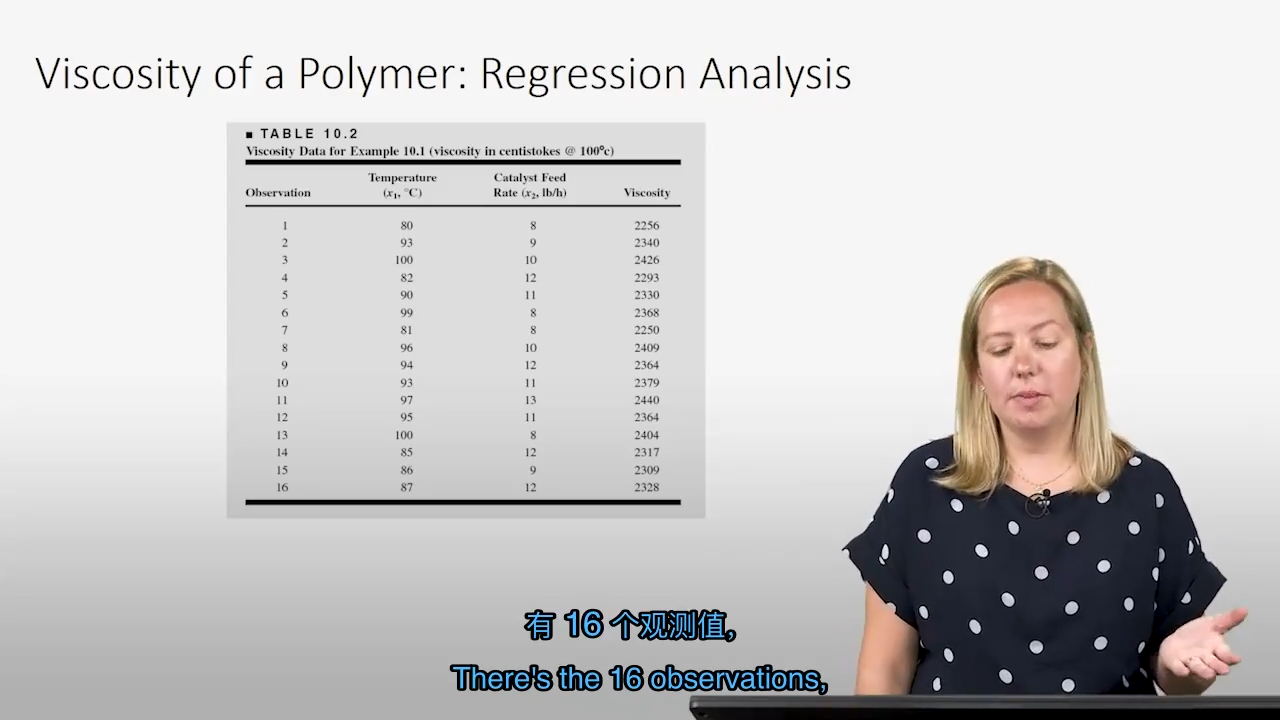 Viscosity of a Polymer: Regression Analysis
■ TABLE 10.2
Viscosity Data for Example 10.1 (viscosity in centistokes @ 100°c)
Observation Temperature (x₁, °C) Catalyst Feed Rate (x₂, lb/h) Viscosity
1 80 8 2256
2 93 9 2340
3 100 10 2426
4 82 12 2293
5 90 11 2330
6 99 8 2368
7 81 8 2250
8 96 10 2409
9 94 12 2364
10 93 11 2379
11 97 13 2440
12 95 11 2364
13 100 8 2404
14 85 12 2317
15 86 9 2309
16 87 12 2328
有 16 个观测值,
There's the 16 observations,